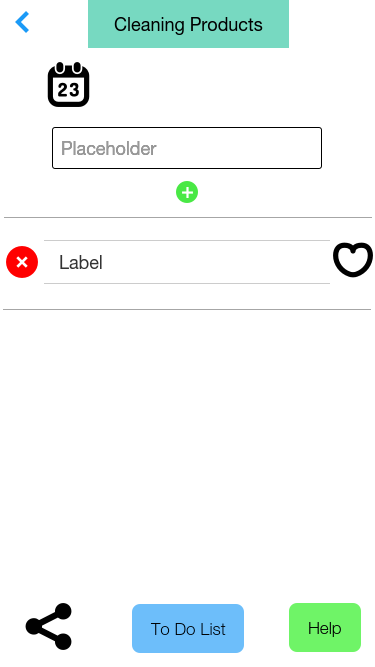 Cleaning Products
23
Placeholder
Label
To Do List
Help